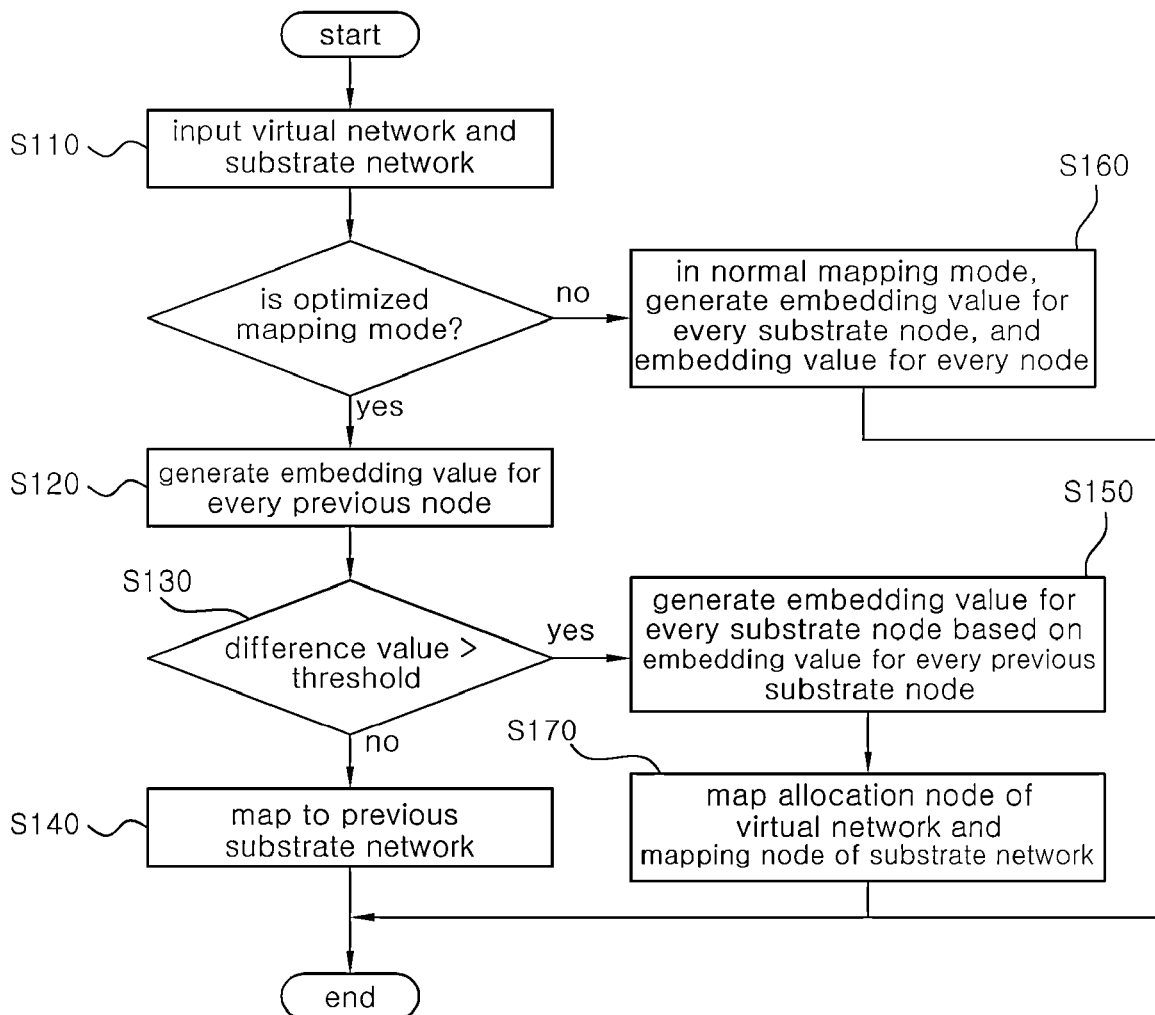 start
S110
input virtual network and
substrate network
S160
is optimized
mapping mode?
no
in normal mapping mode,
generate embedding value for
every substrate node, and
embedding value for every node
yes
S120
generate embedding value for
every previous node
S150
S130
difference value >
threshold
yes
generate embedding value for
every substrate node based on
embedding value for every previous
substrate node
no
S170
S140
map to previous
substrate network
map allocation node of
virtual network and
mapping node of substrate network
end